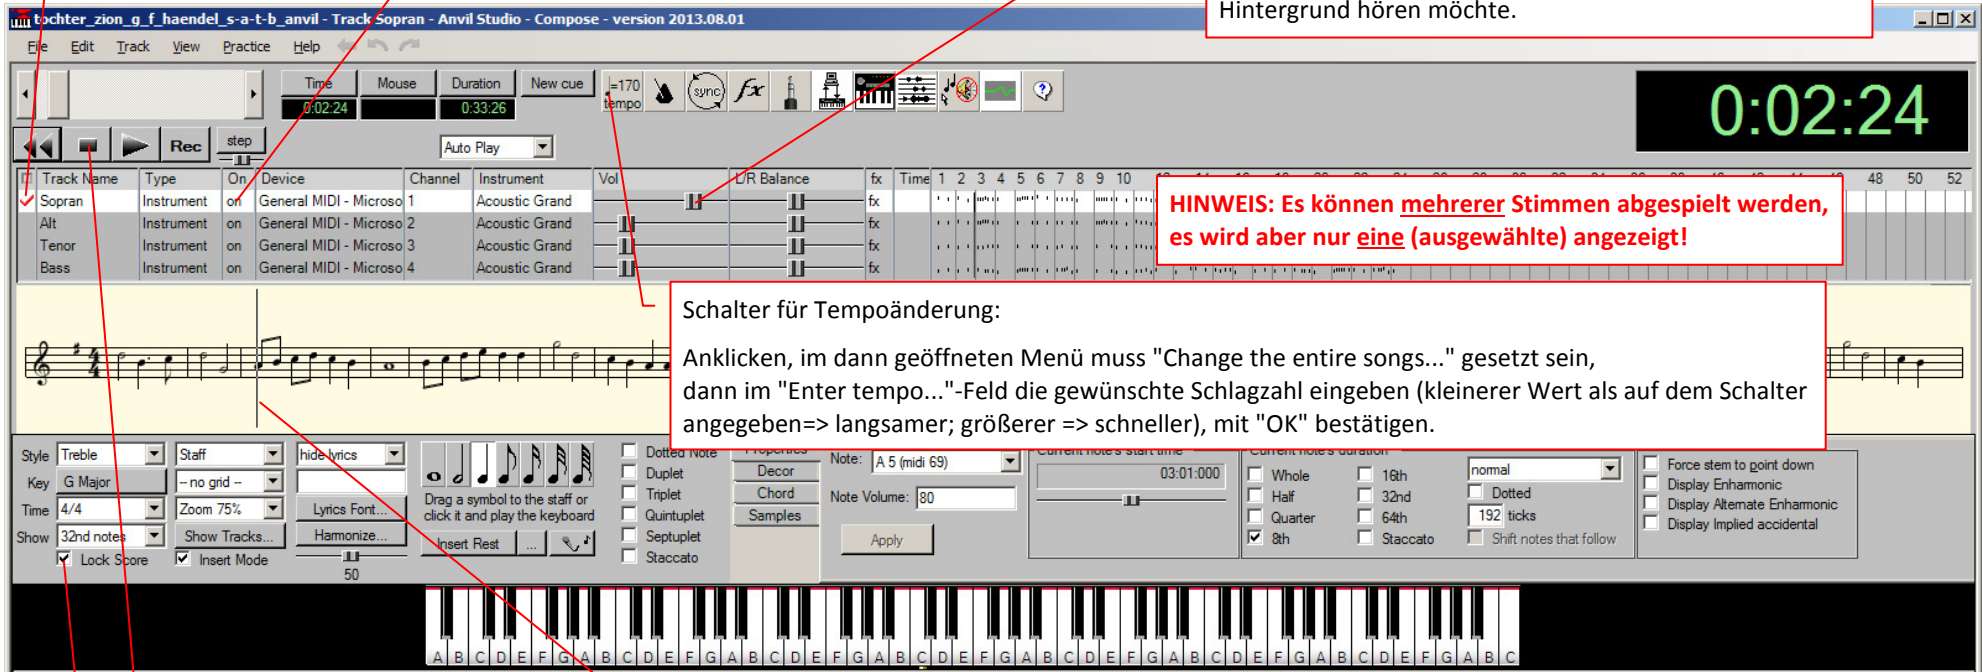 Hintergrund hören möchte.
tochter_zion_g_f_haendel_s-a-t-b_anvil - Track Sopran - Anvil Studio - Compose - version 2013.08.01
File Edit Track View Practice Help
Time Mouse Duration New cue =170 tempo sync fx
0:02:24 0:33:26
0:02:24
Rec step Auto Play
Track Name Type On Device Channel Instrument Vol L/R Balance fx Time 1 2 3 4 5 6 7 8 9 10 48 50 52
Sopran Instrument on General MIDI - Microso 1 Acoustic Grand fx
Alt Instrument on General MIDI - Microso 2 Acoustic Grand fx
Tenor Instrument on General MIDI - Microso 3 Acoustic Grand fx
Bass Instrument on General MIDI - Microso 4 Acoustic Grand fx
HINWEIS: Es können mehrerer Stimmen abgespielt werden,
es wird aber nur eine (ausgewählte) angezeigt!
Schalter für Tempoänderung:
Anklicken, im dann geöffneten Menü muss "Change the entire songs..." gesetzt sein,
dann im "Enter tempo..."-Feld die gewünschte Schlagzahl eingeben (kleinerer Wert als auf dem Schalter
angegeben=> langsamer; größerer => schneller), mit "OK" bestätigen.
Style Treble Staff hide lyrics
Key G Major -- no grid --
Time 4/4 Zoom 75% Lyrics Font...
Show 32nd notes Show Tracks... Harmonize...
Lock Score Insert Mode
50
Drag a symbol to the staff or
click it and play the keyboard
Insert Rest ...
Dotted Note
Duplet
Triplet
Quintuplet
Septuplet
Staccato
Properties
Decor
Chord
Samples
Note: A 5 (midi 69)
Note Volume: 80
Apply
Current note's start time
03:01:000
Current note's duration
Whole 16th normal
Half 32nd Dotted
Quarter 64th 192 ticks
8th Staccato Shift notes that follow
Force stem to point down
Display Enharmonic
Display Alternate Enharmonic
Display Implied accidental
A B C D E F G A B C D E F G A B C D E F G A B C D E F G A B C D E F G A B C D E F G A B C D E F G A B C